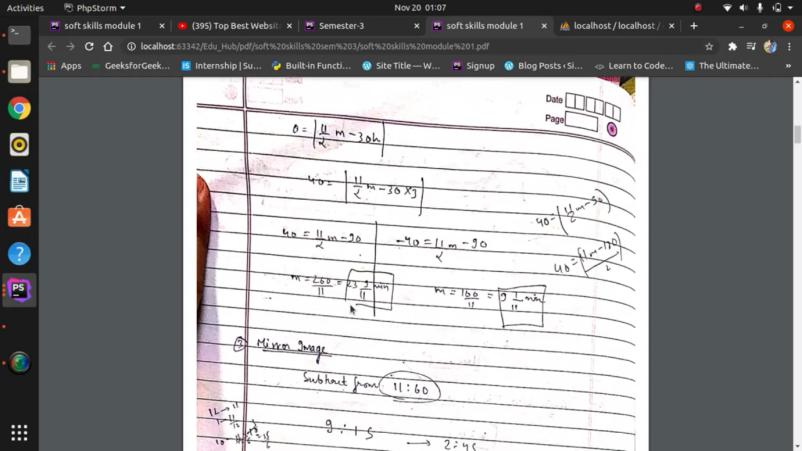 Activities
PhpStorm
Nov 20 01:07
soft skills module 1
(395) Top Best Websit
Semester-3
soft skills module 1
localhost / localhost / 
localhost:63342/Edu_Hub/pdf/soft%20skills%20sem%203/soft%20skills%20module%201.pdf
Apps
GeeksforGeek...
Internship | Su...
Built-in Functi...
Site Title — W...
Signup
Blog Posts ‹ Si...
Learn to Code...
The Ultimate...
Date
Page
θ = |11/2 m - 30h|
40 = |11/2 m - 30×3|
40 = 11/2 m - 90
-40 = 11/2 m - 90
m = 260/11 = 23 9/11 min
m = 100/11 = 9 1/11 min
Mirror Image
Subtract from 11:60
9:15
→ 2:45